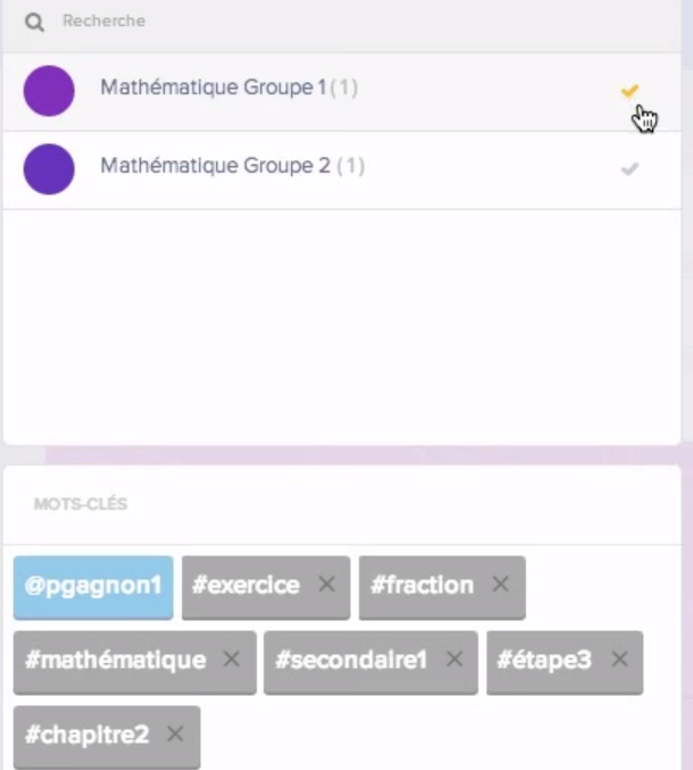 Recherche
Mathématique Groupe 1 (1)
Mathématique Groupe 2 (1)
MOTS-CLÉS
@pgagnon1 #exercice × #fraction ×
#mathématique × #secondaire1 × #étape3 ×
#chapitre2 ×